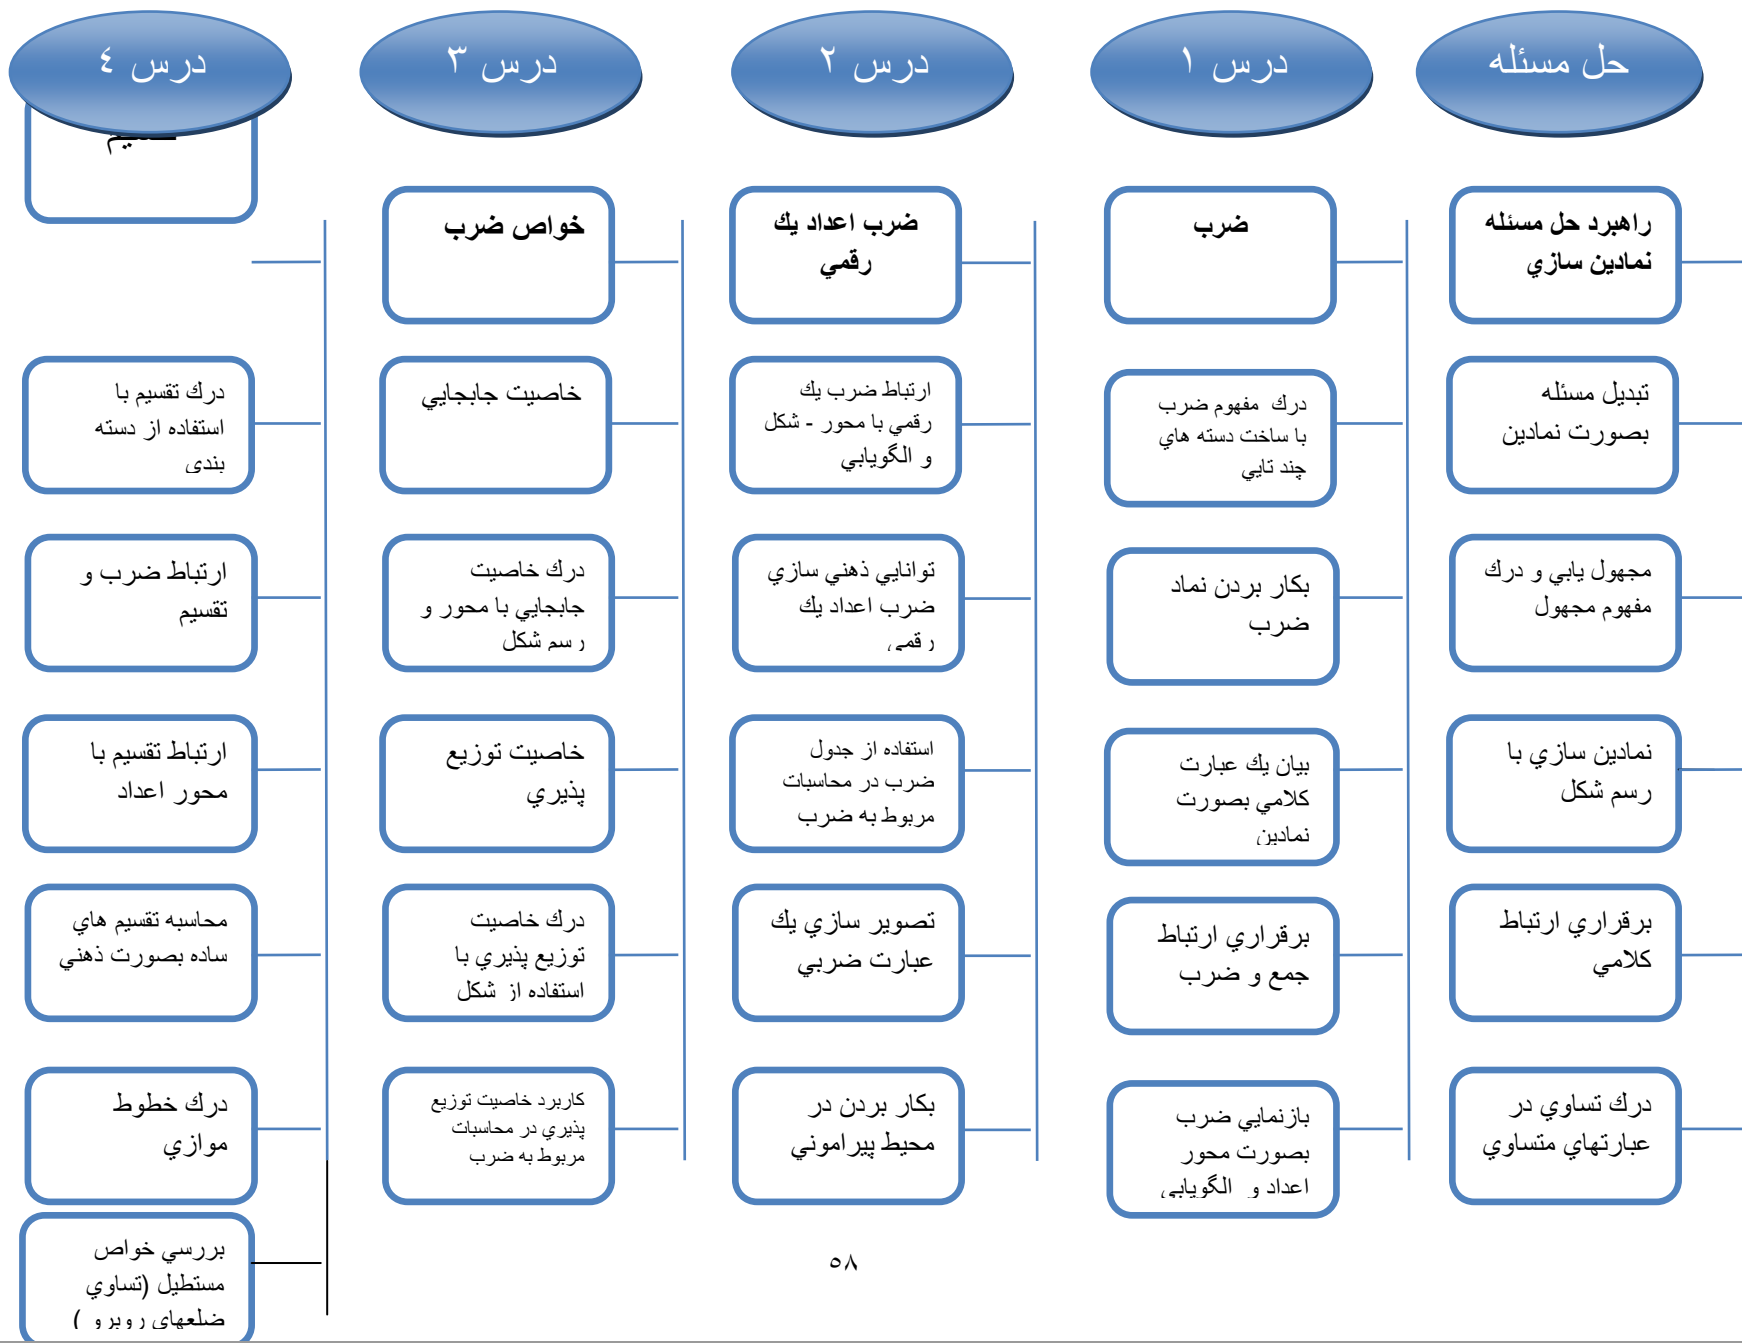 حل مسئله
درس ١
درس ٢
درس ٣
درس ٤
راهبرد حل مسئله
نمادين سازي
تبديل مسئله
بصورت نمادين
مجهول يابي و درك
مفهوم مجهول
نمادين سازي با
رسم شكل
برقراري ارتباط
كلامي
درك تساوي در
عبارتهاي متساوي
ضرب
درك مفهوم ضرب
با ساخت دسته هاي
چند تايي
بكار بردن نماد
ضرب
بيان يك عبارت
كلامي بصورت
نمادين
برقراري ارتباط
جمع و ضرب
بازنمايي ضرب
بصورت محور
اعداد و الگويابي
ضرب اعداد يك
رقمي
ارتباط ضرب يك
رقمي با محور - شكل
و الگويابي
توانايي ذهني سازي
ضرب اعداد يك
رقمي
استفاده از جدول
ضرب در محاسبات
مربوط به ضرب
تصوير سازي يك
عبارت ضربي
بكار بردن در
محيط پيراموني
خواص ضرب
خاصيت جابجايي
درك خاصيت
جابجايي با محور و
رسم شكل
خاصيت توزيع
پذيري
درك خاصيت
توزيع پذيري با
استفاده از شكل
كاربرد خاصيت توزيع
پذيري در محاسبات
مربوط به ضرب
تقسيم
درك تقسيم با
استفاده از دسته
بندي
ارتباط ضرب و
تقسيم
ارتباط تقسيم با
محور اعداد
محاسبه تقسيم هاي
ساده بصورت ذهني
درك خطوط
موازي
بررسي خواص
مستطيل (تساوي
ضلعهاي روبرو )
٥٨